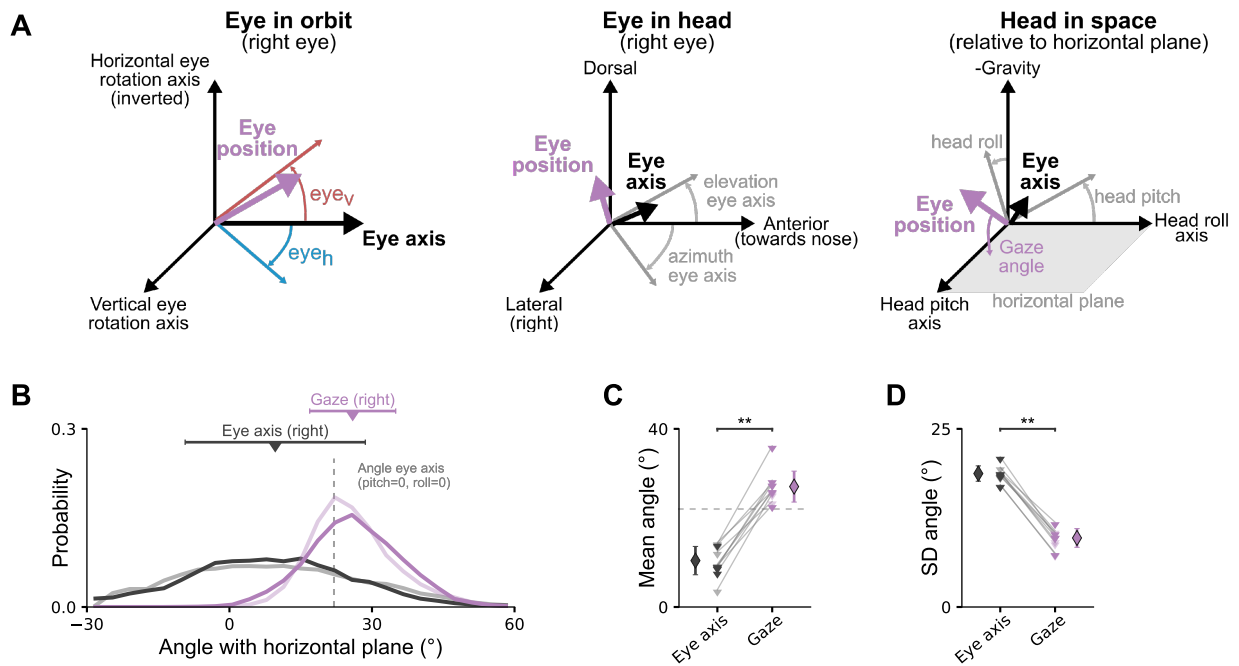 A
Eye in orbit
(right eye)
Horizontal eye
rotation axis
(inverted)
Eye
position
eyev
eyeh
Eye axis
Vertical eye
rotation axis
Eye in head
(right eye)
Dorsal
Eye
position
Eye
axis
elevation
eye axis
Anterior
(towards nose)
azimuth
eye axis
Lateral
(right)
Head in space
(relative to horizontal plane)
-Gravity
head roll
Eye
axis
head pitch
Eye
position
Head roll
axis
Gaze
angle
Head pitch
axis
horizontal plane
B
Gaze (right)
Eye axis (right)
Angle eye axis
(pitch=0, roll=0)
Probability
0.3
0.0
−30
0
30
60
Angle with horizontal plane (°)
C
**
Mean angle (°)
40
0
Eye axis
Gaze
D
**
SD angle (°)
25
0
Eye axis
Gaze